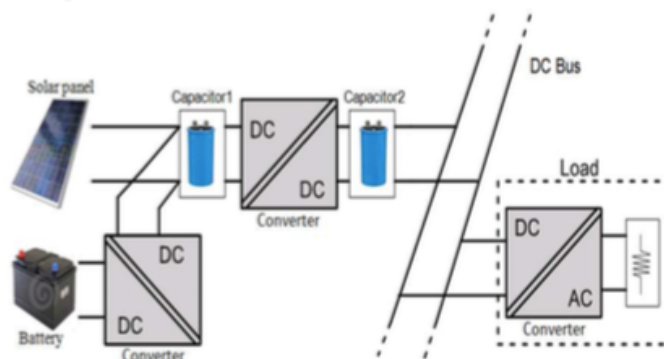 DC Bus
Solar panel
Capacitor1
Capacitor2
DC
DC
Converter
Load
DC
AC
Converter
DC
DC
Battery
Converter